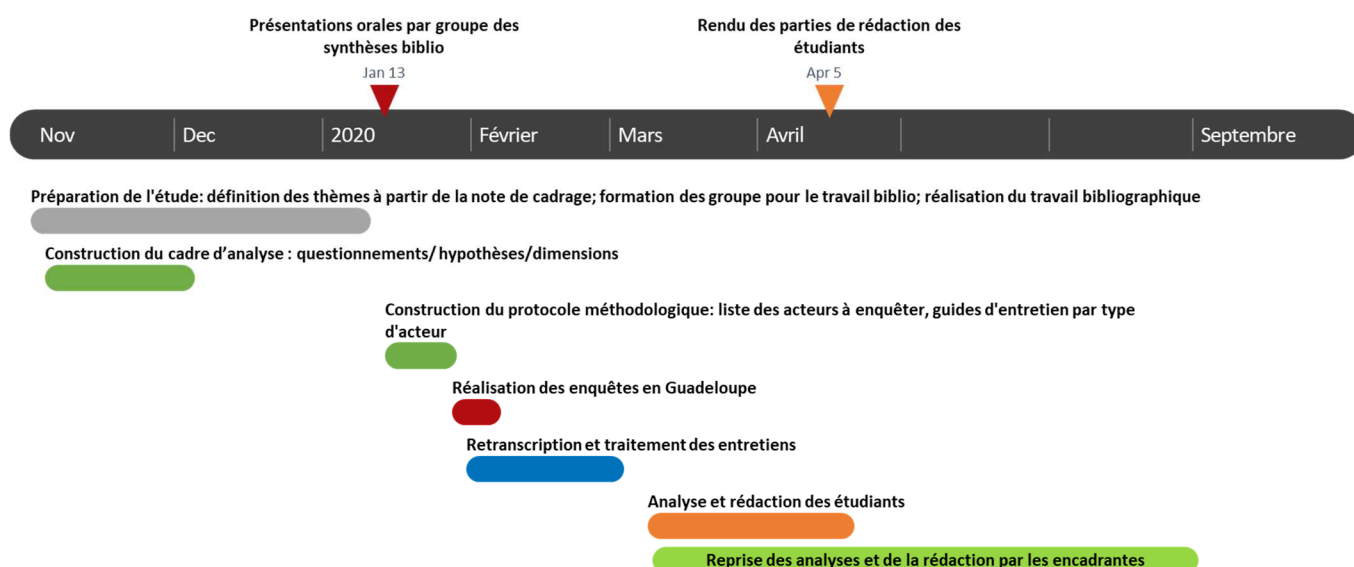 Présentations orales par groupe des
synthèses biblio
Jan 13
Rendu des parties de rédaction des
étudiants
Apr 5
Nov
Dec
2020
Février
Mars
Avril
Septembre
Préparation de l'étude: définition des thèmes à partir de la note de cadrage; formation des groupe pour le travail biblio; réalisation du travail bibliographique
Construction du cadre d’analyse : questionnements/ hypothèses/dimensions
Construction du protocole méthodologique: liste des acteurs à enquêter, guides d'entretien par type
d'acteur
Réalisation des enquêtes en Guadeloupe
Retranscription et traitement des entretiens
Analyse et rédaction des étudiants
Reprise des analyses et de la rédaction par les encadrantes